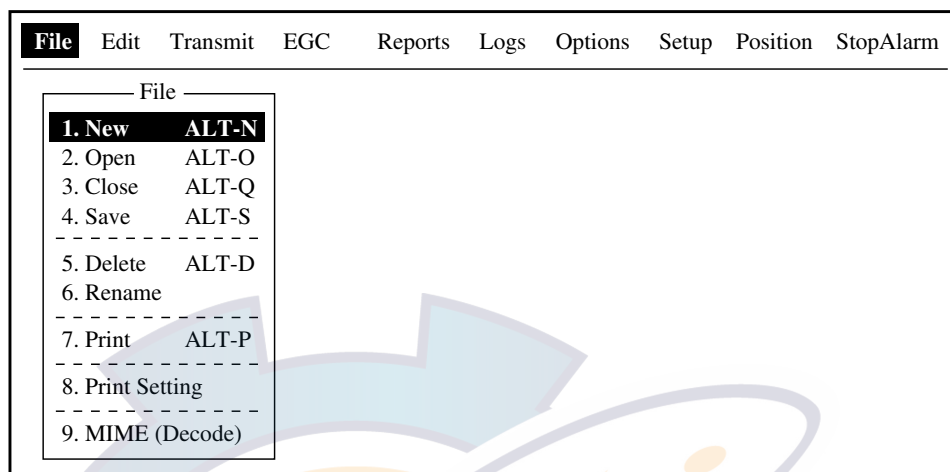 File Edit Transmit EGC Reports Logs Options Setup Position StopAlarm
File
1. New ALT-N
2. Open ALT-O
3. Close ALT-Q
4. Save ALT-S
5. Delete ALT-D
6. Rename
7. Print ALT-P
8. Print Setting
9. MIME (Decode)